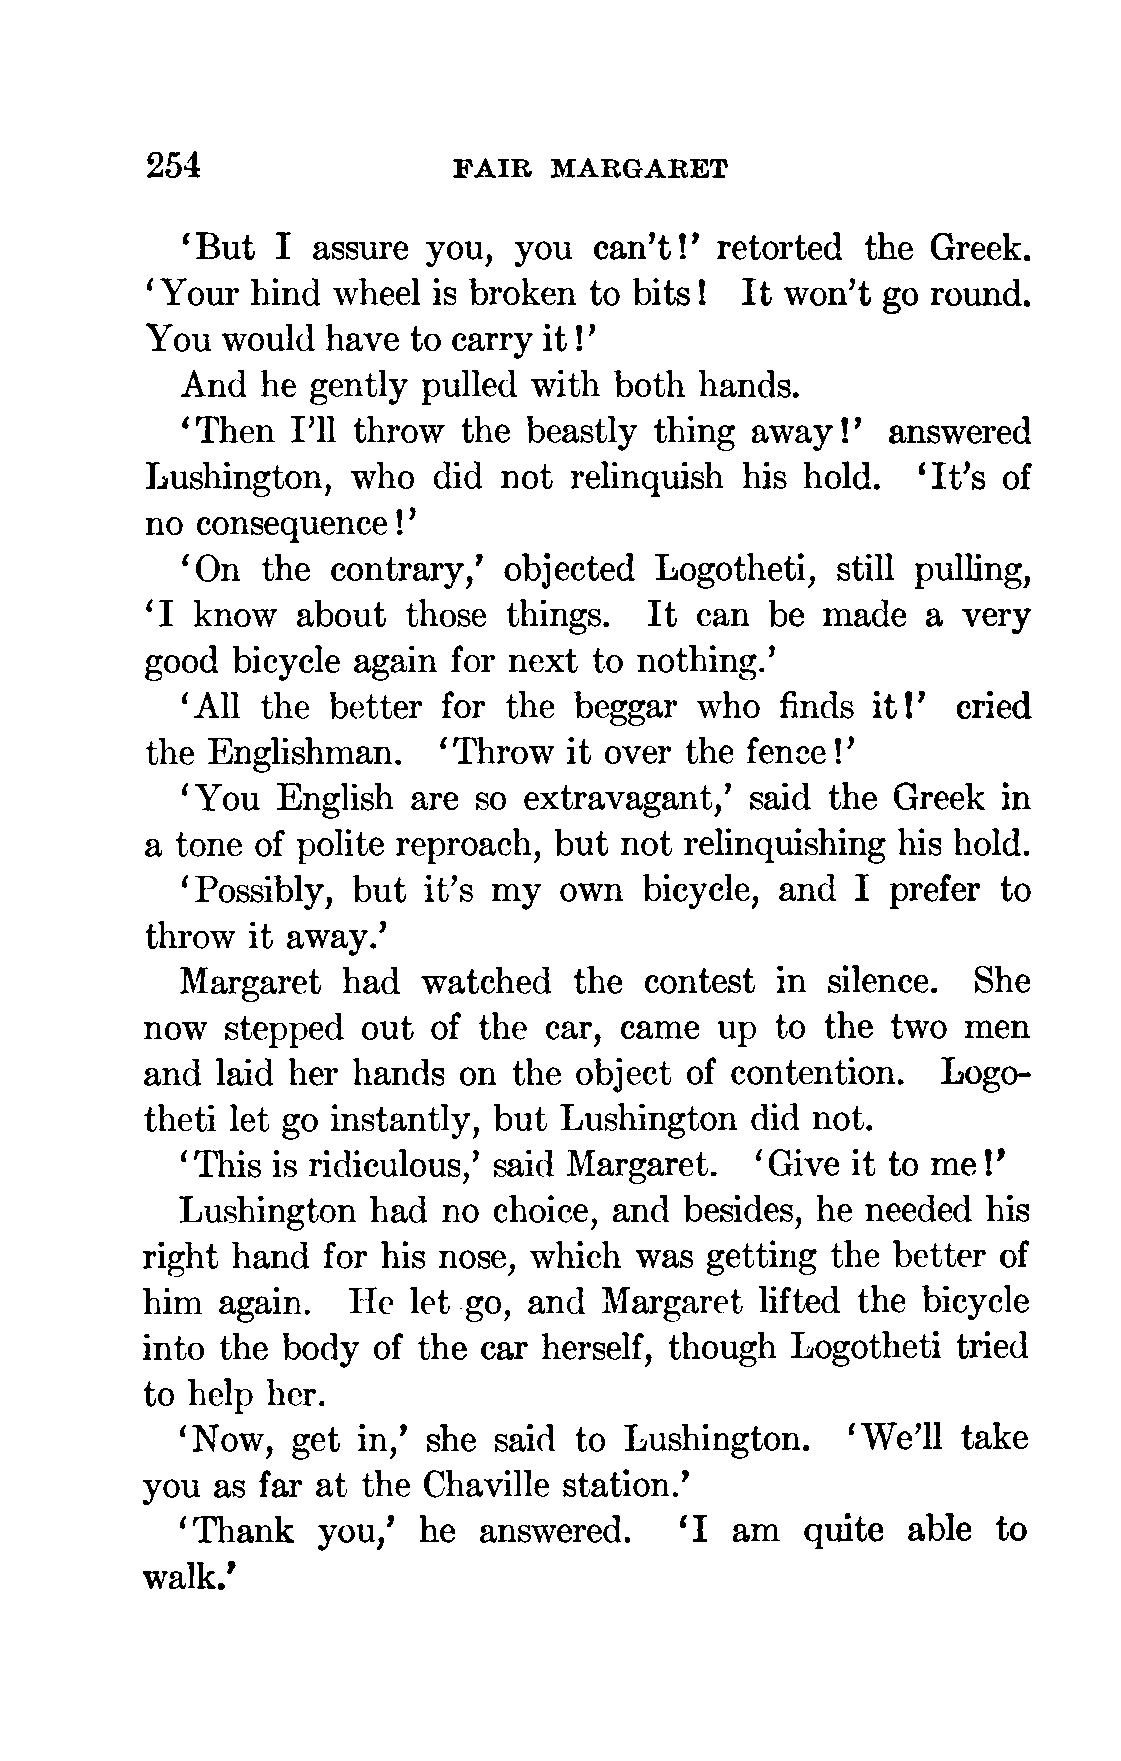 254 FAIR MARGARET
'But I assure you, you can't!' retorted the Greek.
'Your hind wheel is broken to bits! It won't go round.
You would have to carry it!'
And he gently pulled with both hands.
'Then I'll throw the beastly thing away!' answered
Lushington, who did not relinquish his hold. 'It's of
no consequence!'
'On the contrary,' objected Logotheti, still pulling,
'I know about those things. It can be made a very
good bicycle again for next to nothing.'
'All the better for the beggar who finds it!' cried
the Englishman. 'Throw it over the fence!'
'You English are so extravagant,' said the Greek in
a tone of polite reproach, but not relinquishing his hold.
'Possibly, but it's my own bicycle, and I prefer to
throw it away.'
Margaret had watched the contest in silence. She
now stepped out of the car, came up to the two men
and laid her hands on the object of contention. Logo-
theti let go instantly, but Lushington did not.
'This is ridiculous,' said Margaret. 'Give it to me!'
Lushington had no choice, and besides, he needed his
right hand for his nose, which was getting the better of
him again. He let go, and Margaret lifted the bicycle
into the body of the car herself, though Logotheti tried
to help her.
'Now, get in,' she said to Lushington. 'We'll take
you as far at the Chaville station.'
'Thank you,' he answered. 'I am quite able to
walk.'